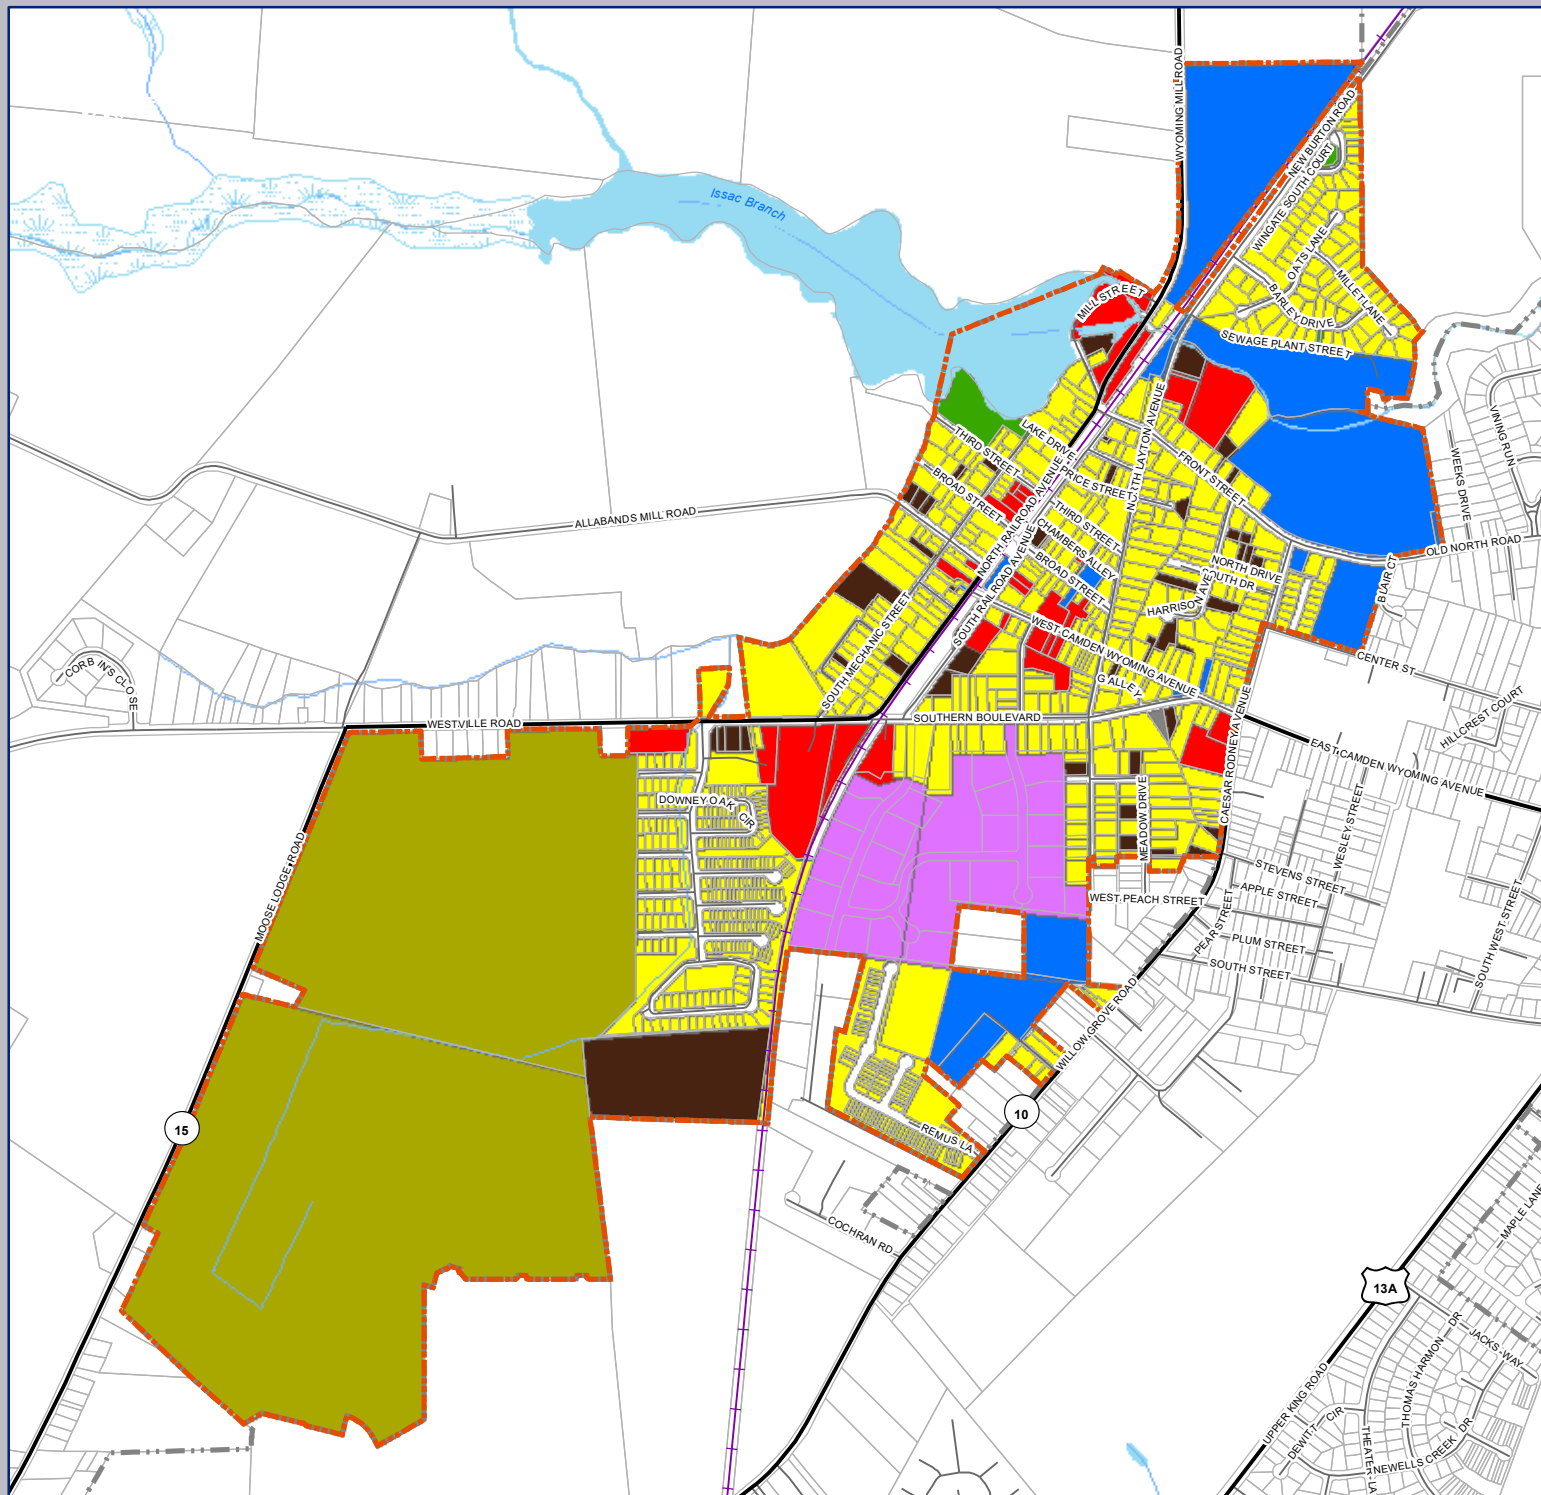 WYOMING MILL ROAD
NEW BURTON ROAD
WINGATE SOUTH COURT
Issac Branch
OATS LANE
MILLET LANE
BARLEY DRIVE
MILL STREET
SEWAGE PLANT STREET
VINING RUN
WEEKS DRIVE
LAKE DRIVE
THIRD STREET
NORTH LAYTON AVENUE
FRONT STREET
PRICE STREET
BROAD STREET
NORTH RAILROAD AVENUE
THIRD STREET
CHAMBERS ALLEY
BROAD STREET
ALLABANDS MILL ROAD
OLD NORTH ROAD
NORTH DRIVE
SOUTH DR
HARRISON AVE
BLAIR CT
SOUTH RAILROAD AVENUE
SOUTH MECHANIC STREET
WEST CAMDEN WYOMING AVENUE
CENTER ST
G ALLEY
CORBINS CLOSE
WESTVILLE ROAD
SOUTHERN BOULEVARD
HILLCREST COURT
EAST CAMDEN WYOMING AVENUE
CAESAR RODNEY AVENUE
DOWNEY OAK CIR
MEADOW DRIVE
WESLEY STREET
MOOSE LODGE ROAD
STEVENS STREET
APPLE STREET
WEST PEACH STREET
PEAR STREET
PLUM STREET
SOUTH STREET
SOUTH WEST STREET
WILLOW GROVE ROAD
15
10
REMUS LA
COCHRAN RD
MAPLE LANE
13A
JACKS WAY
THOMAS HARMON DR
UPPER KING ROAD
DEWITT CIR
THEATER LA
NEWELLS CREEK DR